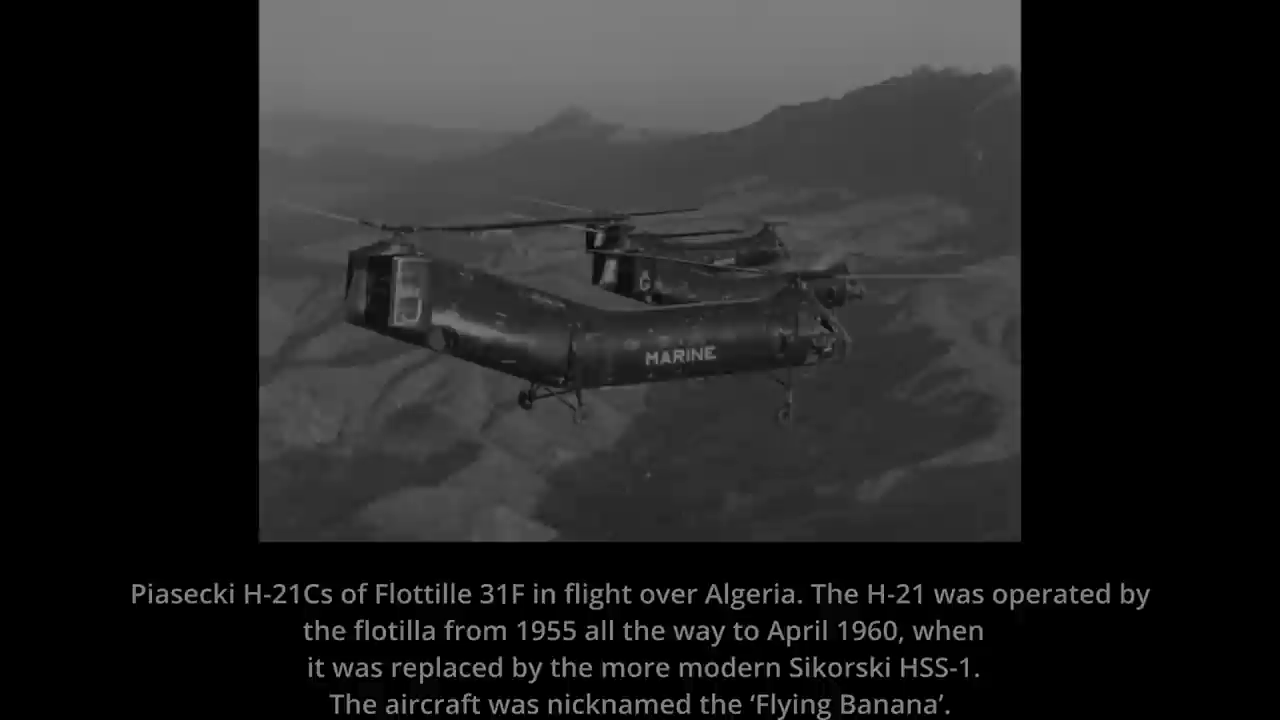 G
MARINE
Piasecki H-21Cs of Flottille 31F in flight over Algeria. The H-21 was operated by
the flotilla from 1955 all the way to April 1960, when
it was replaced by the more modern Sikorski HSS-1.
The aircraft was nicknamed the ‘Flying Banana’.